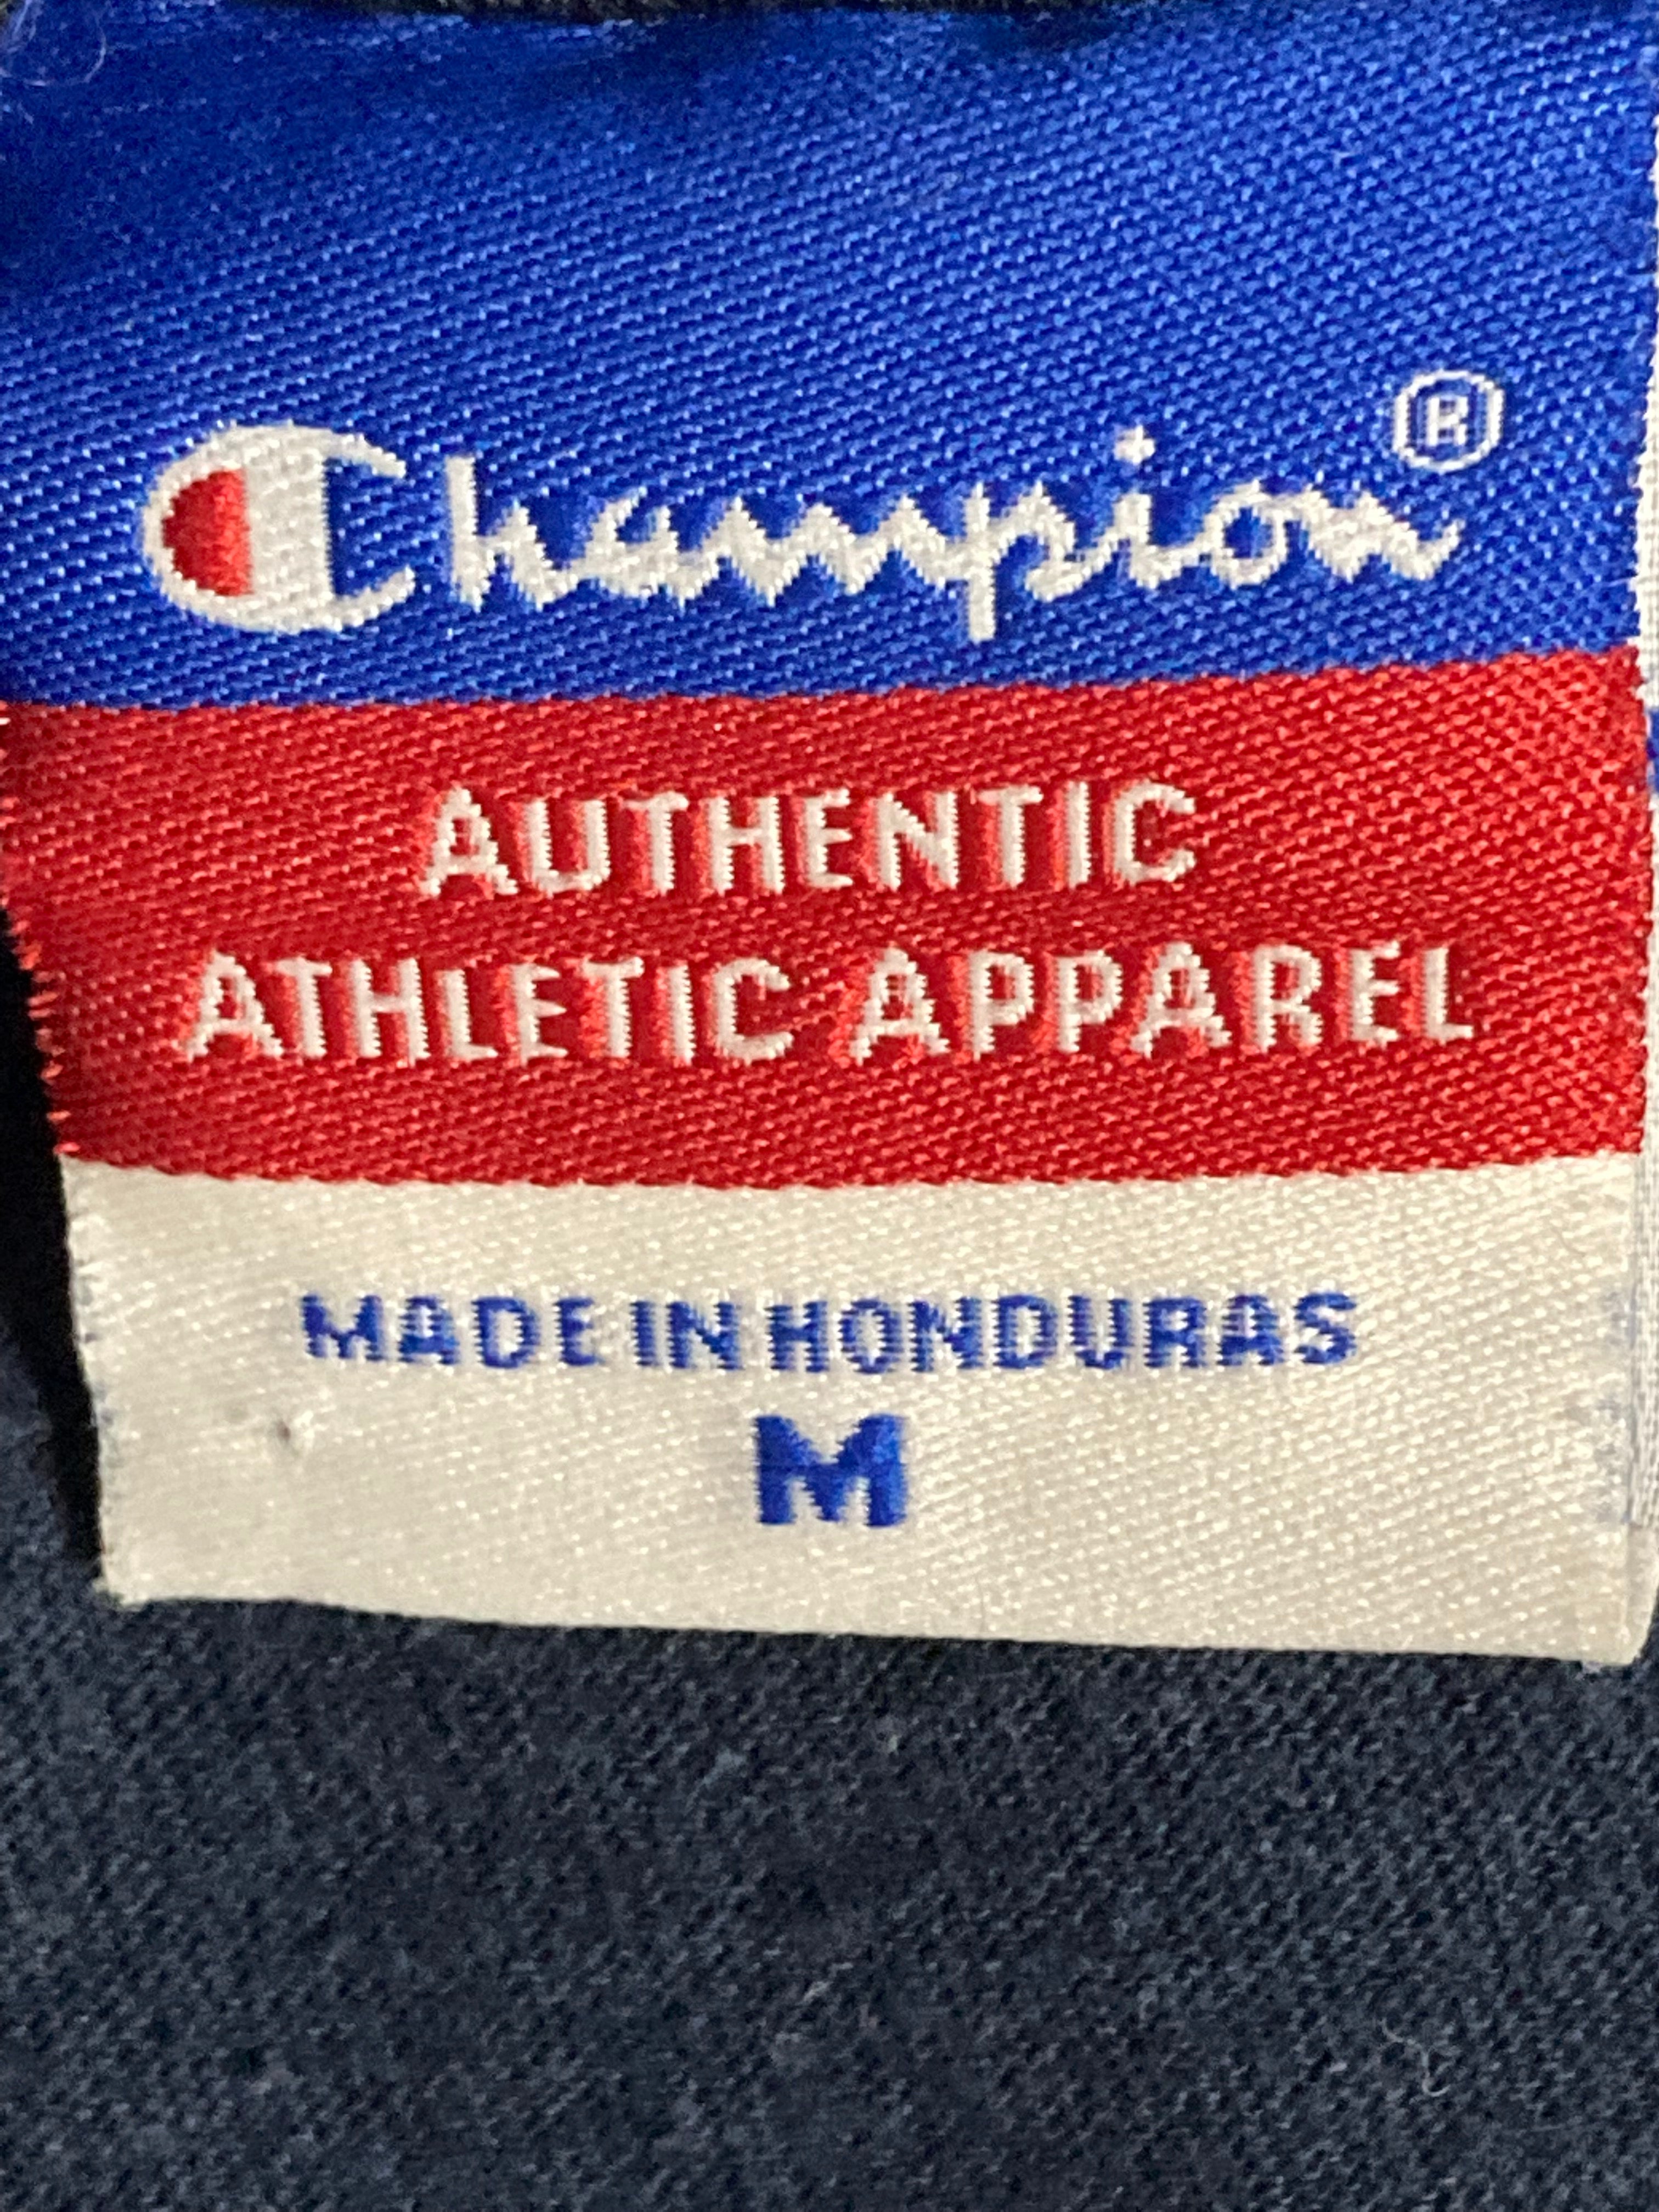 Champion®
AUTHENTIC
ATHLETIC APPAREL
MADE IN HONDURAS
M